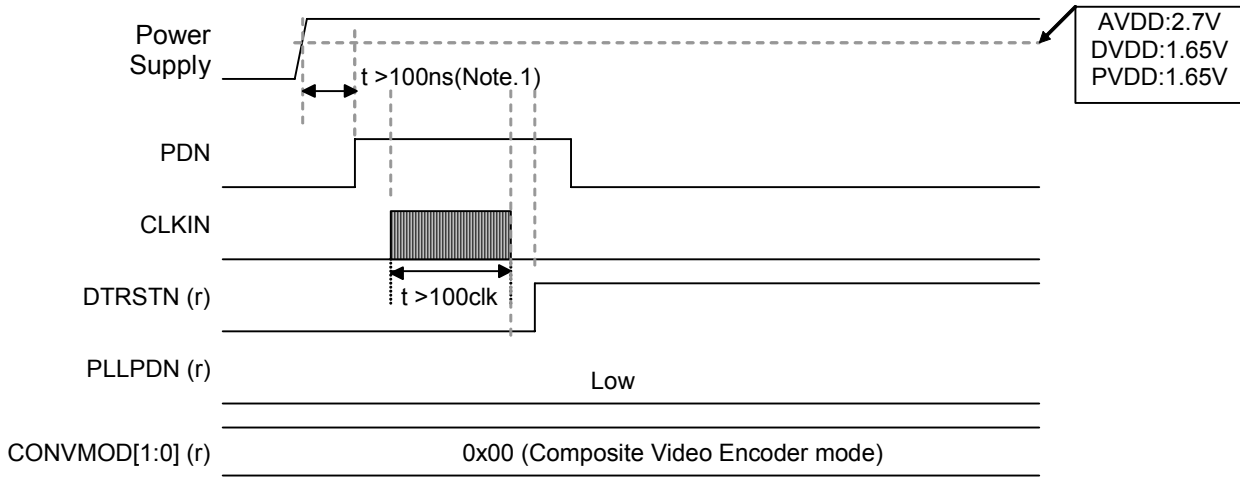 Power
Supply
AVDD:2.7V
DVDD:1.65V
PVDD:1.65V
t >100ns(Note.1)
PDN
CLKIN
t >100clk
DTRSTN (r)
PLLPDN (r)
Low
CONVMOD[1:0] (r)
0x00 (Composite Video Encoder mode)